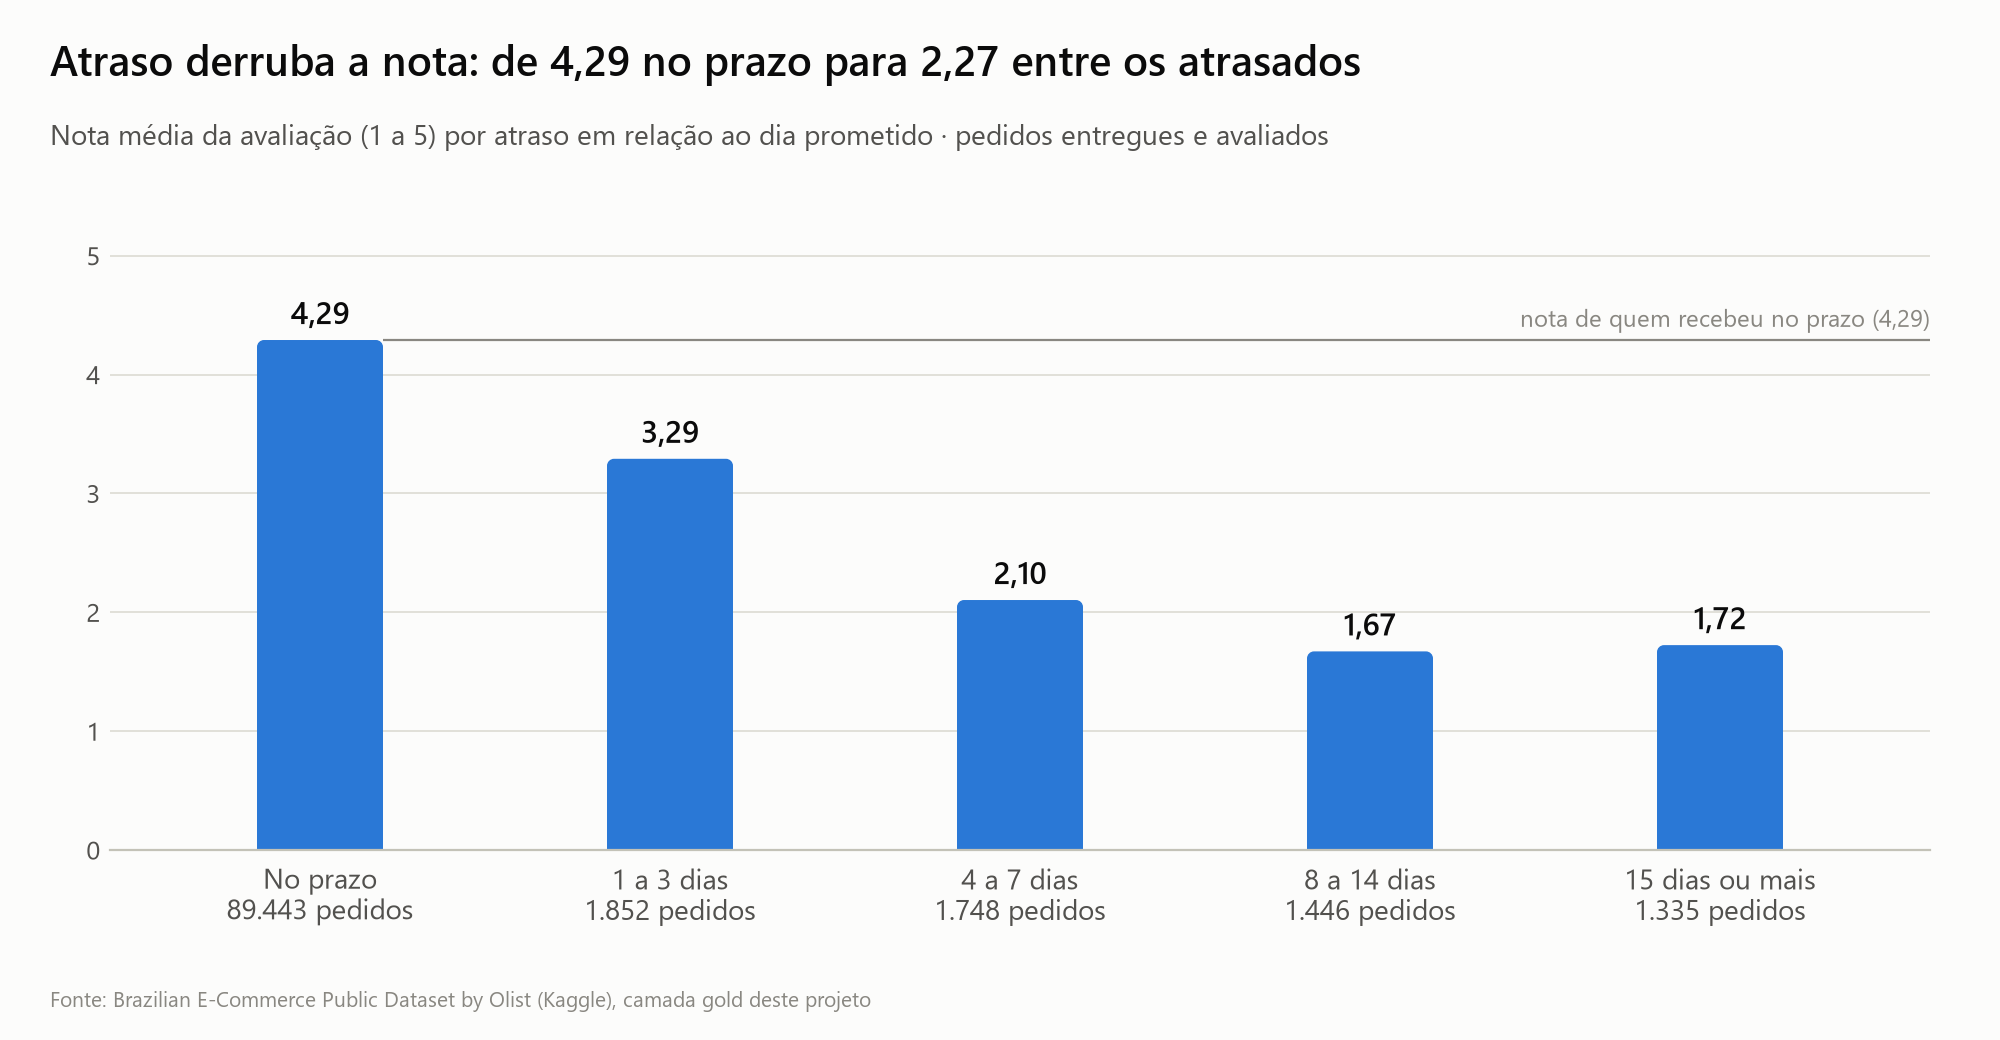 Atraso derruba a nota: de 4,29 no prazo para 2,27 entre os atrasados
Nota média da avaliação (1 a 5) por atraso em relação ao dia prometido · pedidos entregues e avaliados
5
4
3
2
1
0
4,29
3,29
2,10
1,67
1,72
nota de quem recebeu no prazo (4,29)
No prazo
89.443 pedidos
1 a 3 dias
1.852 pedidos
4 a 7 dias
1.748 pedidos
8 a 14 dias
1.446 pedidos
15 dias ou mais
1.335 pedidos
Fonte: Brazilian E-Commerce Public Dataset by Olist (Kaggle), camada gold deste projeto